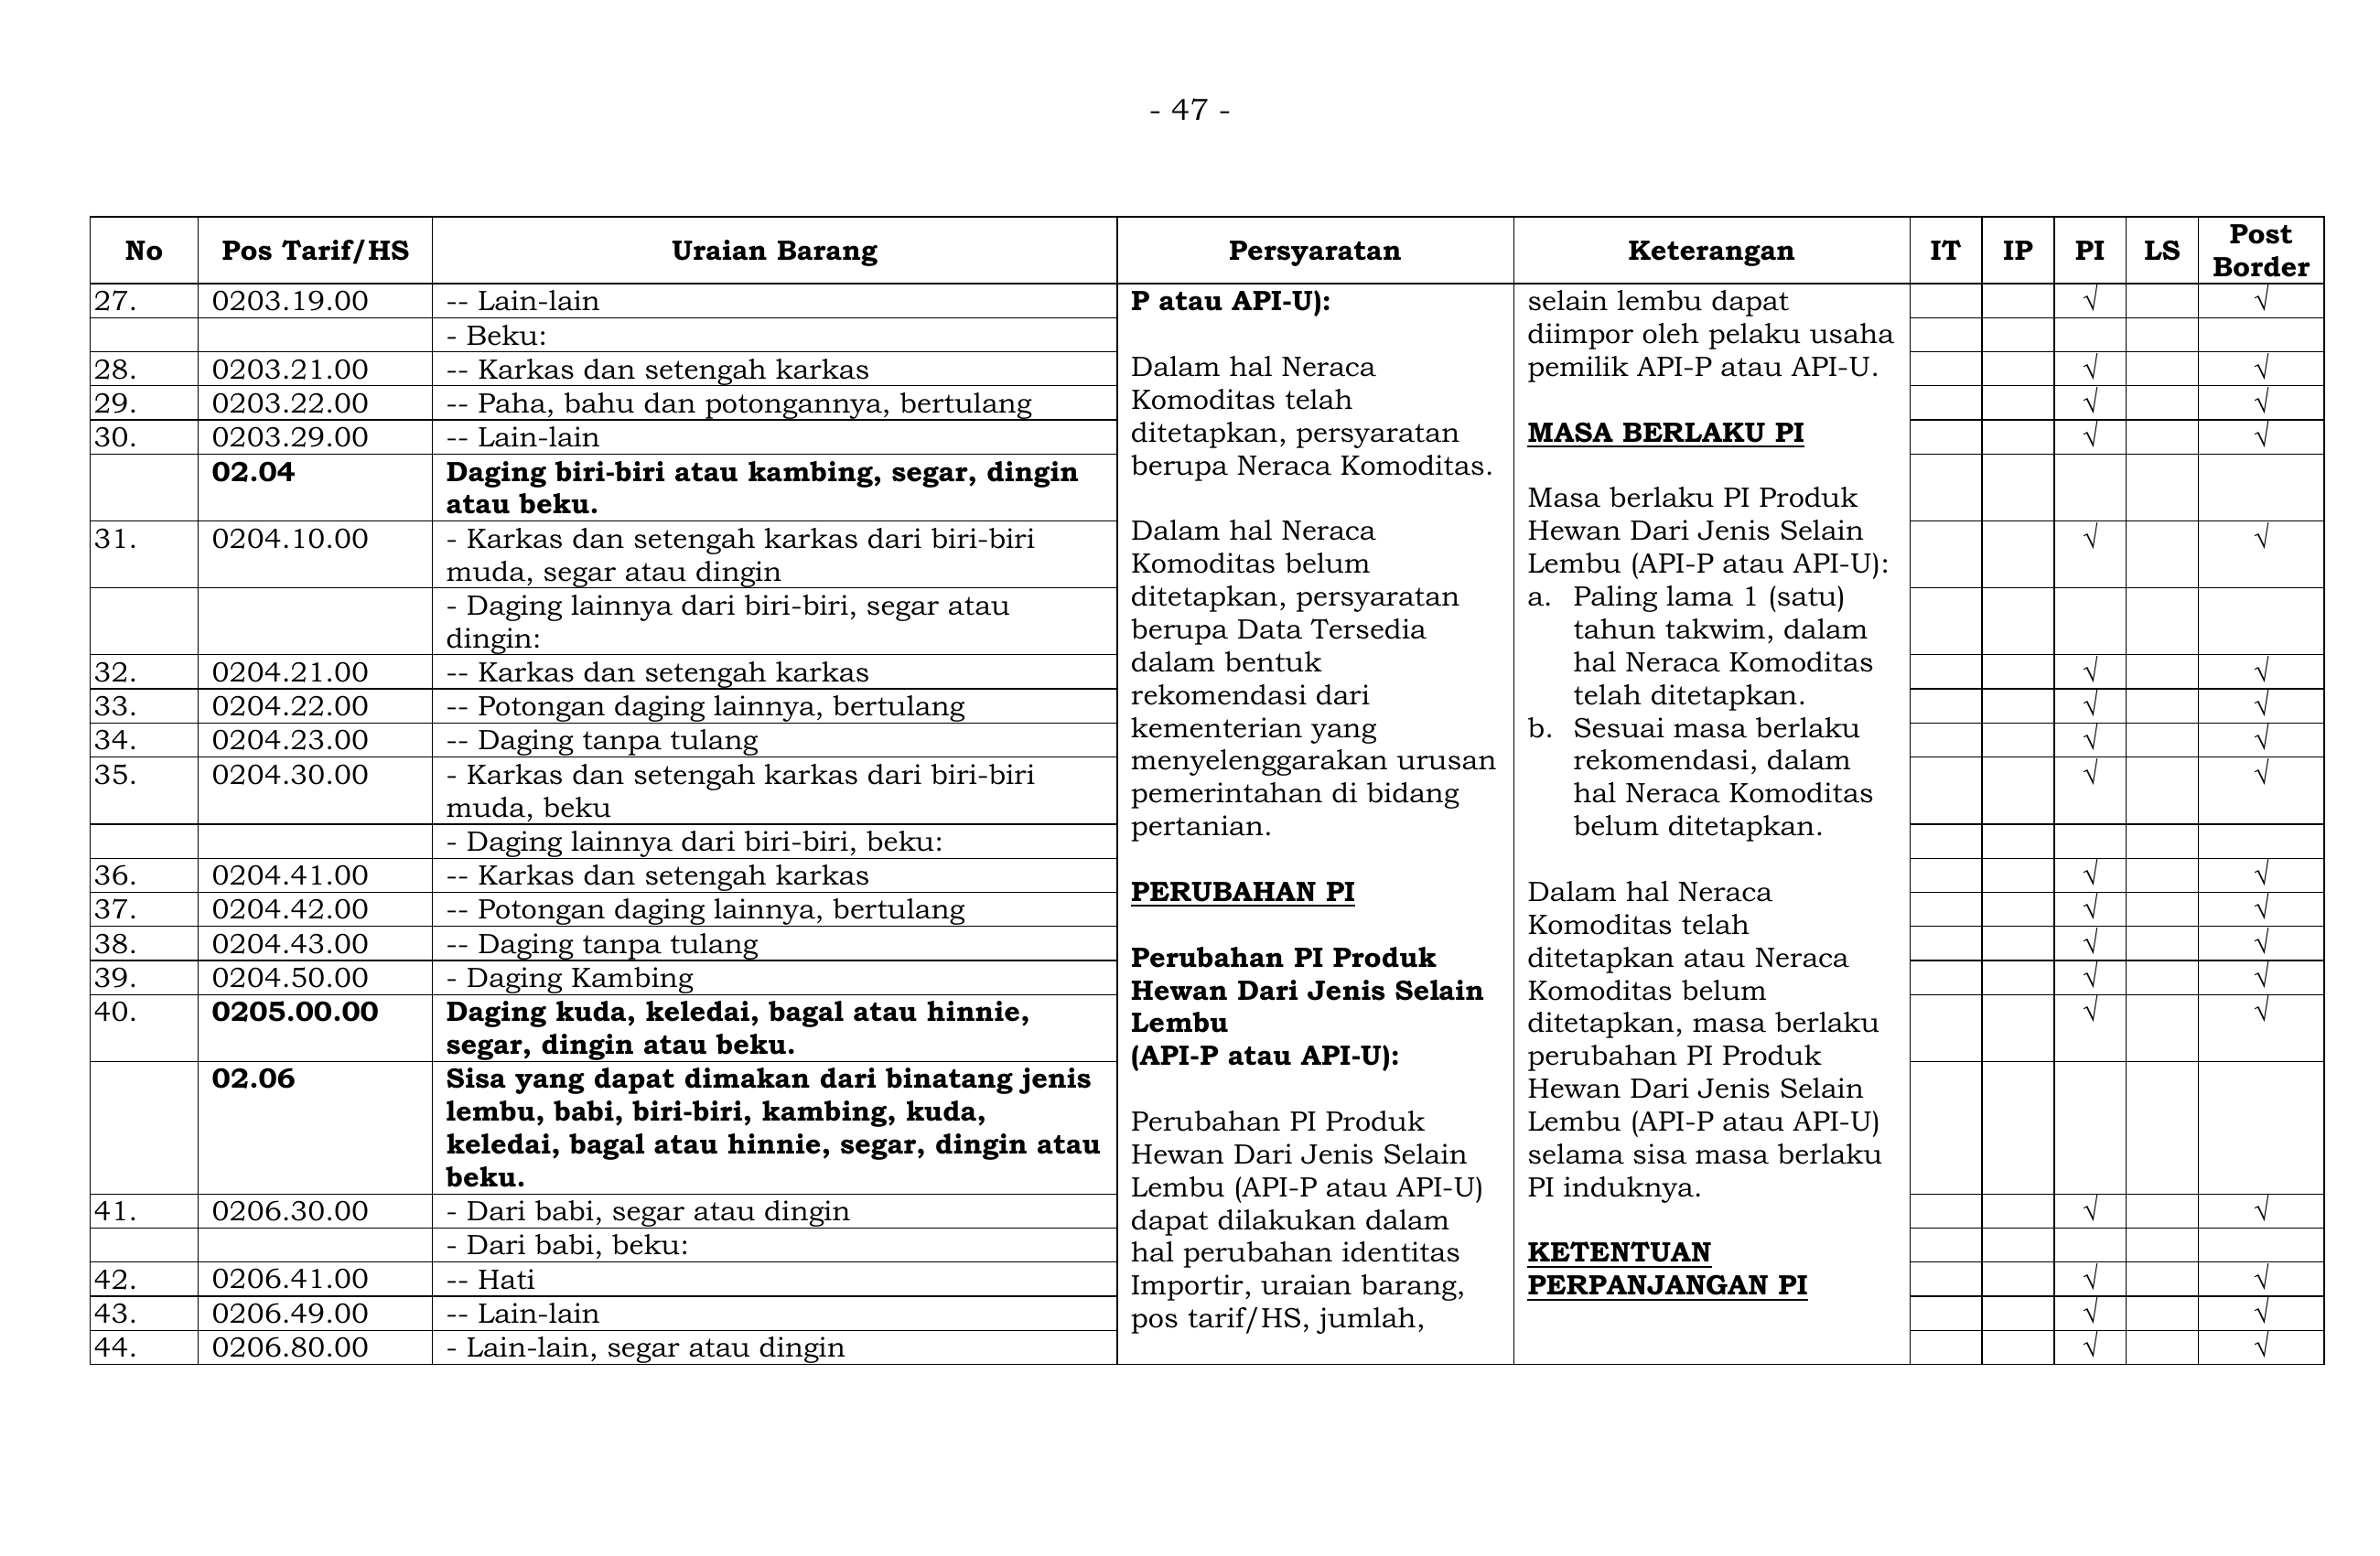 - 47 -
No Pos Tarif/HS Uraian Barang Persyaratan Keterangan IT IP PI LS Post Border
27. 0203.19.00 -- Lain-lain √ √
- Beku:
28. 0203.21.00 -- Karkas dan setengah karkas √ √
29. 0203.22.00 -- Paha, bahu dan potongannya, bertulang √ √
30. 0203.29.00 -- Lain-lain √ √
02.04 Daging biri-biri atau kambing, segar, dingin
atau beku.
31. 0204.10.00 - Karkas dan setengah karkas dari biri-biri √ √
muda, segar atau dingin
- Daging lainnya dari biri-biri, segar atau
dingin:
32. 0204.21.00 -- Karkas dan setengah karkas √ √
33. 0204.22.00 -- Potongan daging lainnya, bertulang √ √
34. 0204.23.00 -- Daging tanpa tulang √ √
35. 0204.30.00 - Karkas dan setengah karkas dari biri-biri √ √
muda, beku
- Daging lainnya dari biri-biri, beku:
36. 0204.41.00 -- Karkas dan setengah karkas √ √
37. 0204.42.00 -- Potongan daging lainnya, bertulang √ √
38. 0204.43.00 -- Daging tanpa tulang √ √
39. 0204.50.00 - Daging Kambing √ √
40. 0205.00.00 Daging kuda, keledai, bagal atau hinnie, √ √
segar, dingin atau beku.
02.06 Sisa yang dapat dimakan dari binatang jenis
lembu, babi, biri-biri, kambing, kuda,
keledai, bagal atau hinnie, segar, dingin atau
beku.
41. 0206.30.00 - Dari babi, segar atau dingin √ √
- Dari babi, beku:
42. 0206.41.00 -- Hati √ √
43. 0206.49.00 -- Lain-lain √ √
44. 0206.80.00 - Lain-lain, segar atau dingin √ √
P atau API-U):
Dalam hal Neraca
Komoditas telah
ditetapkan, persyaratan
berupa Neraca Komoditas.
Dalam hal Neraca
Komoditas belum
ditetapkan, persyaratan
berupa Data Tersedia
dalam bentuk
rekomendasi dari
kementerian yang
menyelenggarakan urusan
pemerintahan di bidang
pertanian.
PERUBAHAN PI
Perubahan PI Produk
Hewan Dari Jenis Selain
Lembu
(API-P atau API-U):
Perubahan PI Produk
Hewan Dari Jenis Selain
Lembu (API-P atau API-U)
dapat dilakukan dalam
hal perubahan identitas
Importir, uraian barang,
pos tarif/HS, jumlah,
selain lembu dapat
diimpor oleh pelaku usaha
pemilik API-P atau API-U.
MASA BERLAKU PI
Masa berlaku PI Produk
Hewan Dari Jenis Selain
Lembu (API-P atau API-U):
a. Paling lama 1 (satu)
tahun takwim, dalam
hal Neraca Komoditas
telah ditetapkan.
b. Sesuai masa berlaku
rekomendasi, dalam
hal Neraca Komoditas
belum ditetapkan.
Dalam hal Neraca
Komoditas telah
ditetapkan atau Neraca
Komoditas belum
ditetapkan, masa berlaku
perubahan PI Produk
Hewan Dari Jenis Selain
Lembu (API-P atau API-U)
selama sisa masa berlaku
PI induknya.
KETENTUAN
PERPANJANGAN PI